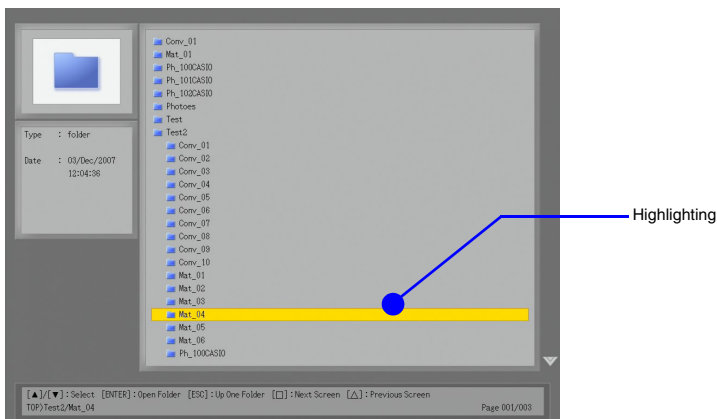 Conv_01
Mat_01
Ph_100CASIO
Ph_101CASIO
Ph_102CASIO
Photoes
Test
Test2
Conv_01
Conv_02
Conv_03
Conv_04
Conv_05
Conv_06
Conv_07
Conv_08
Conv_09
Conv_10
Mat_01
Mat_02
Mat_03
Mat_04
Mat_05
Mat_06
Ph_100CASIO
Type : folder
Date : 03/Dec/2007
12:04:36
Highlighting
[▲]/[▼]:Select [ENTER]:Open Folder [ESC]:Up One Folder [□]:Next Screen [△]:Previous Screen
TOP>Test2/Mat_04 Page 001/003